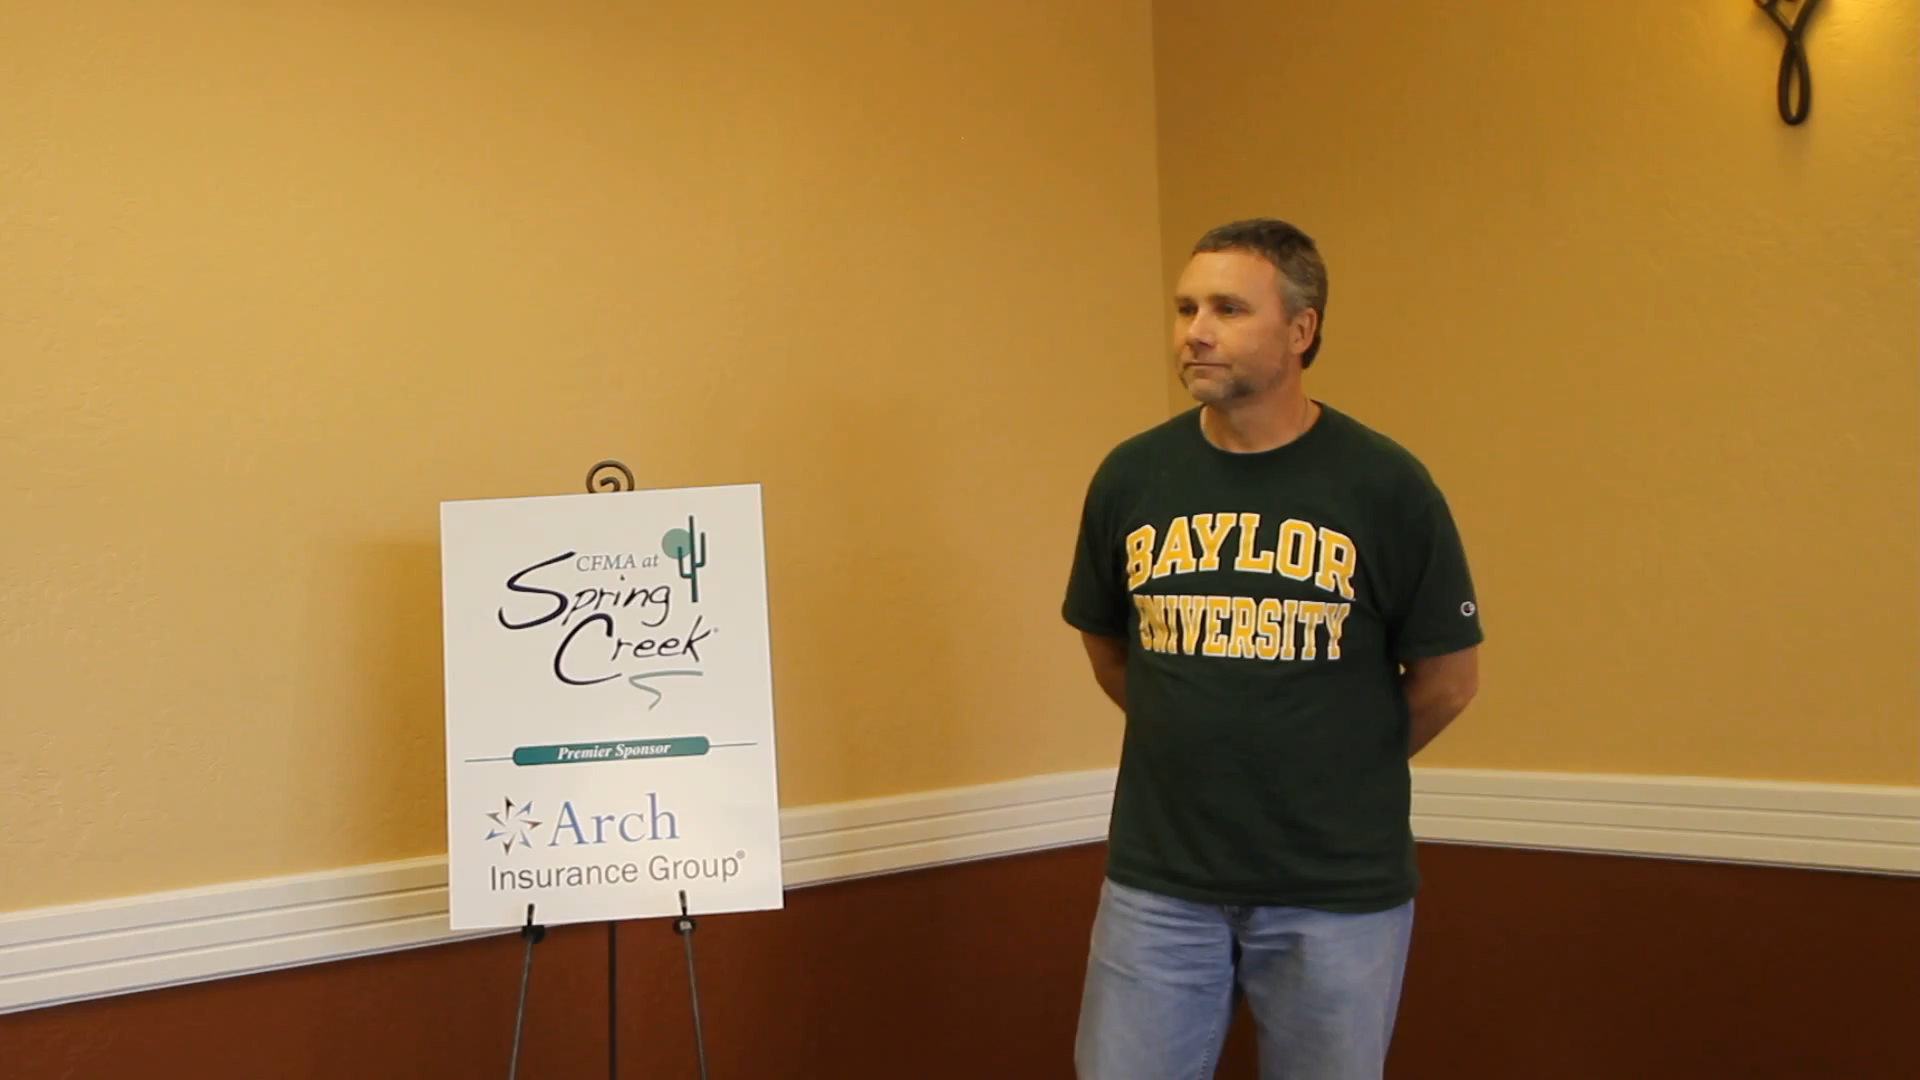 CFMA at
Spring
Creek®
Premier Sponsor
Arch
Insurance Group®
BAYLOR
UNIVERSITY